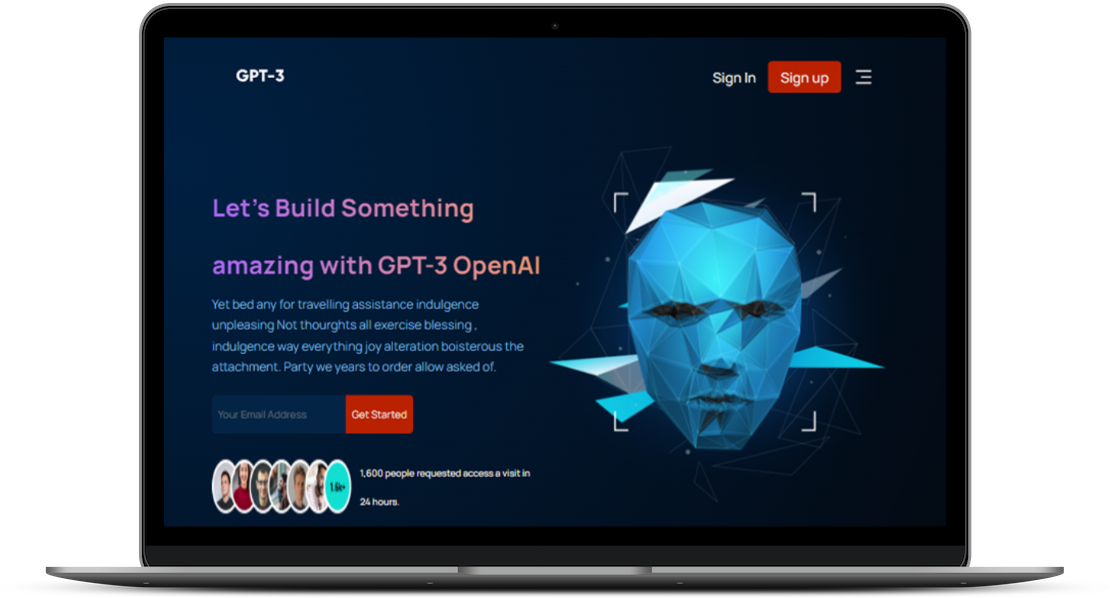 GPT-3
Sign In
Sign up
Let's Build Something
amazing with GPT-3 OpenAI
Yet bed any for travelling assistance indulgence
unpleasing Not thourghts all exercise blessing ,
indulgence way everything joy alteration boisterous the
attachment. Party we years to order allow asked of.
Your Email Address
Get Started
1.6k+
1,600 people requested access a visit in
24 hours.